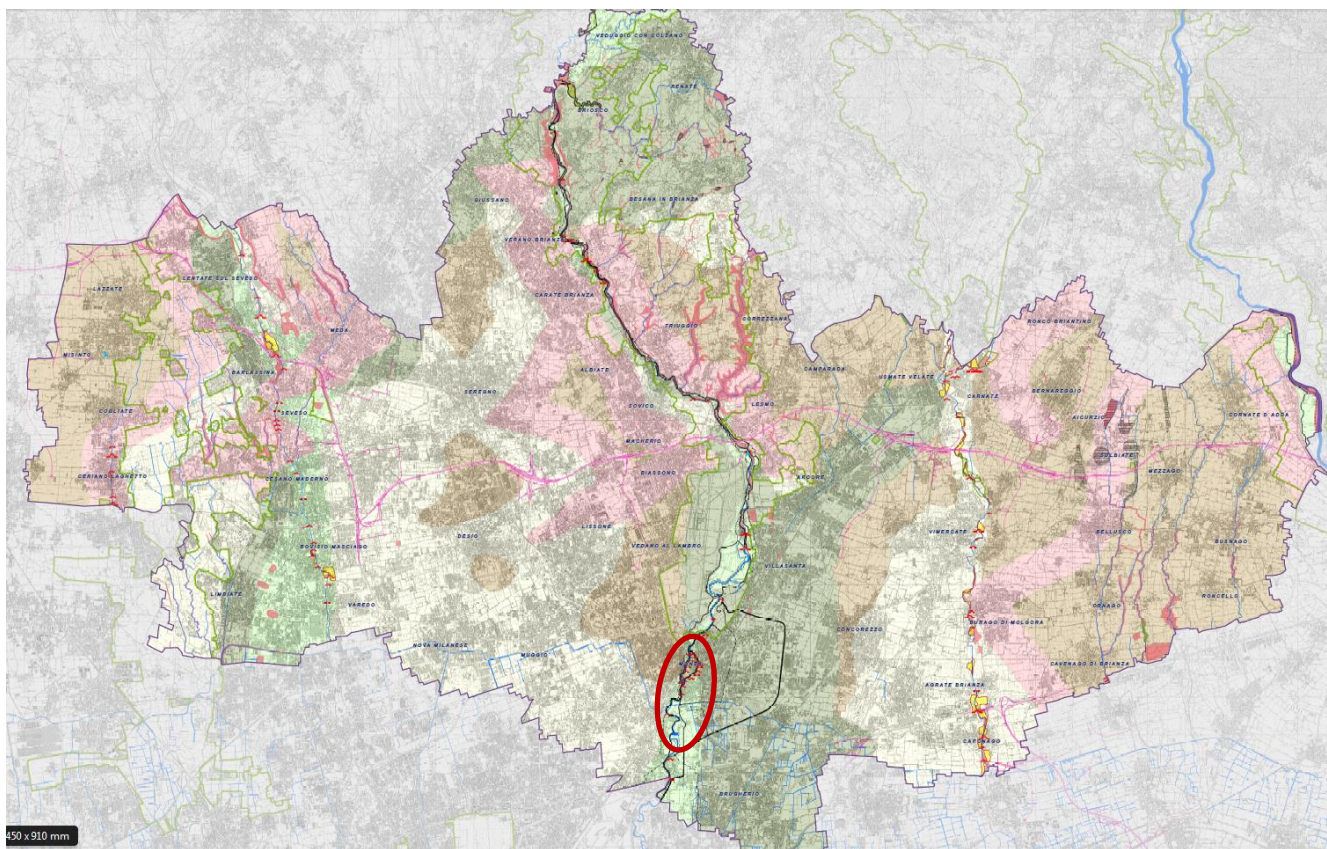 VEDUGGIO CON COLZANO
RENATE
BRIOSCO
GIUSSANO
BESANA IN BRIANZA
VERANO BRIANZA
LENTATE SUL SEVESO
LAZZATE
CARATE BRIANZA
CORREZZANA
TRIUGGIO
RONCO BRIANTINO
MEDA
MISINTO
BARLASSINA
ALBIATE
CAMPARADA
USMATE VELATE
BERNAREGGIO
SEREGNO
CARNATE
COGLIATE
SEVESO
SOVICO
LESMO
AICURZIO
CORNATE D'ADDA
MACHERIO
SULBIATE
MEZZAGO
CERIANO LAGHETTO
CESANO MADERNO
BIASSONO
ARCORE
LISSONE
VIMERCATE
BELLUSCO
DESIO
BUSNAGO
BOVISIO MASCIAGO
VEDANO AL LAMBRO
VILLASANTA
LIMBIATE
VAREDO
ORNAGO
RONCELLO
CONCOREZZO
BURAGO DI MOLGORA
NOVA MILANESE
MUGGIO'
CAVENAGO DI BRIANZA
AGRATE BRIANZA
CAPONAGO
BRUGHERIO
450 x 910 mm